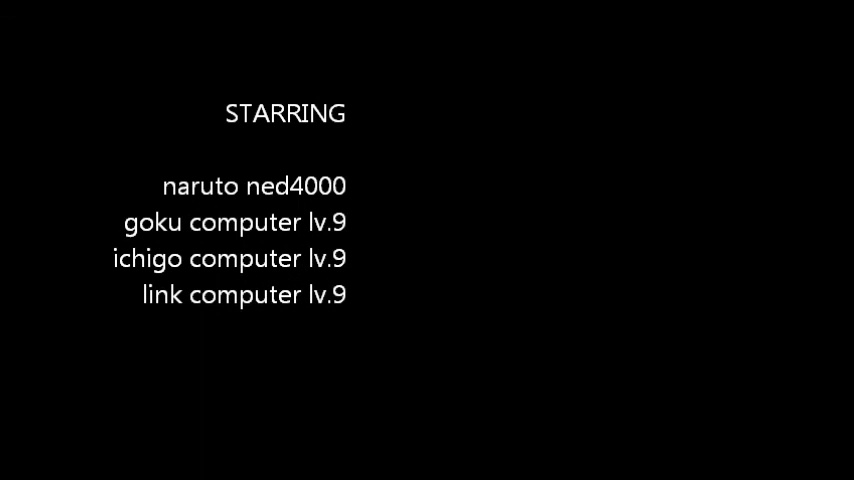 STARRING
naruto ned4000
goku computer lv.9
ichigo computer lv.9
link computer lv.9